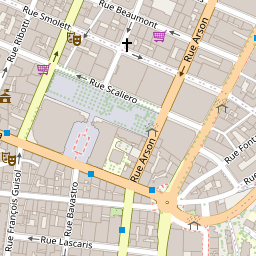 Rue Smolett
Rue Beaumont
Rue Ribotti
Rue Arson
Rue Scaliero
Rue Font
Rue Arson
Rue François Guisol
Rue Bavastro
Rue Lascaris